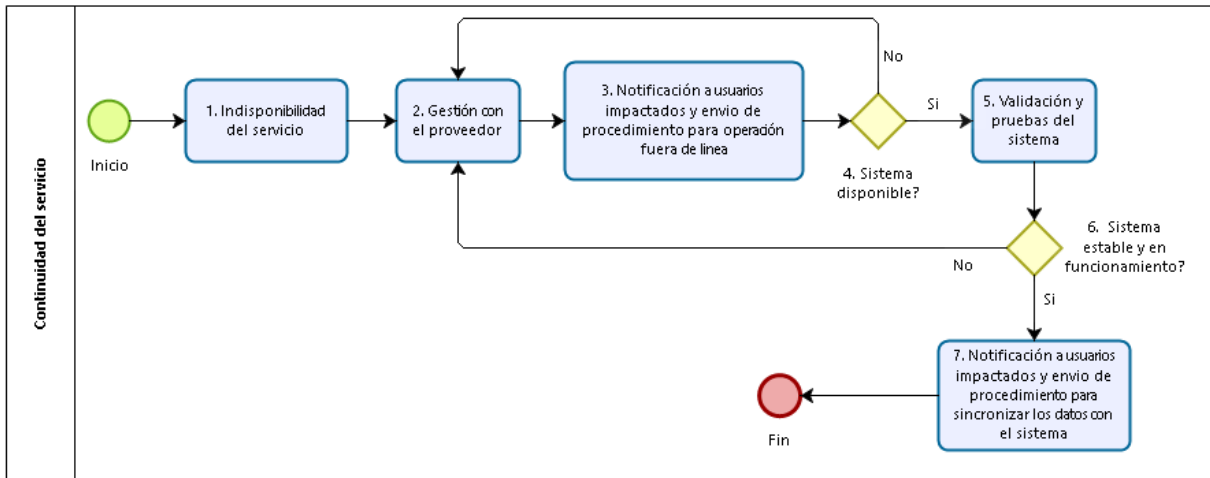 Continuidad del servicio
Inicio
1. Indisponibilidad
del servicio
2. Gestión con
el proveedor
3. Notificación a usuarios
impactados y envio de
procedimiento para operación
fuera de linea
No
Si
4. Sistema
disponible?
5. Validación y
pruebas del
sistema
6. Sistema
estable y en
funcionamiento?
No
Si
7. Notificación a usuarios
impactados y envio de
procedimiento para
sincronizar los datos con
el sistema
Fin